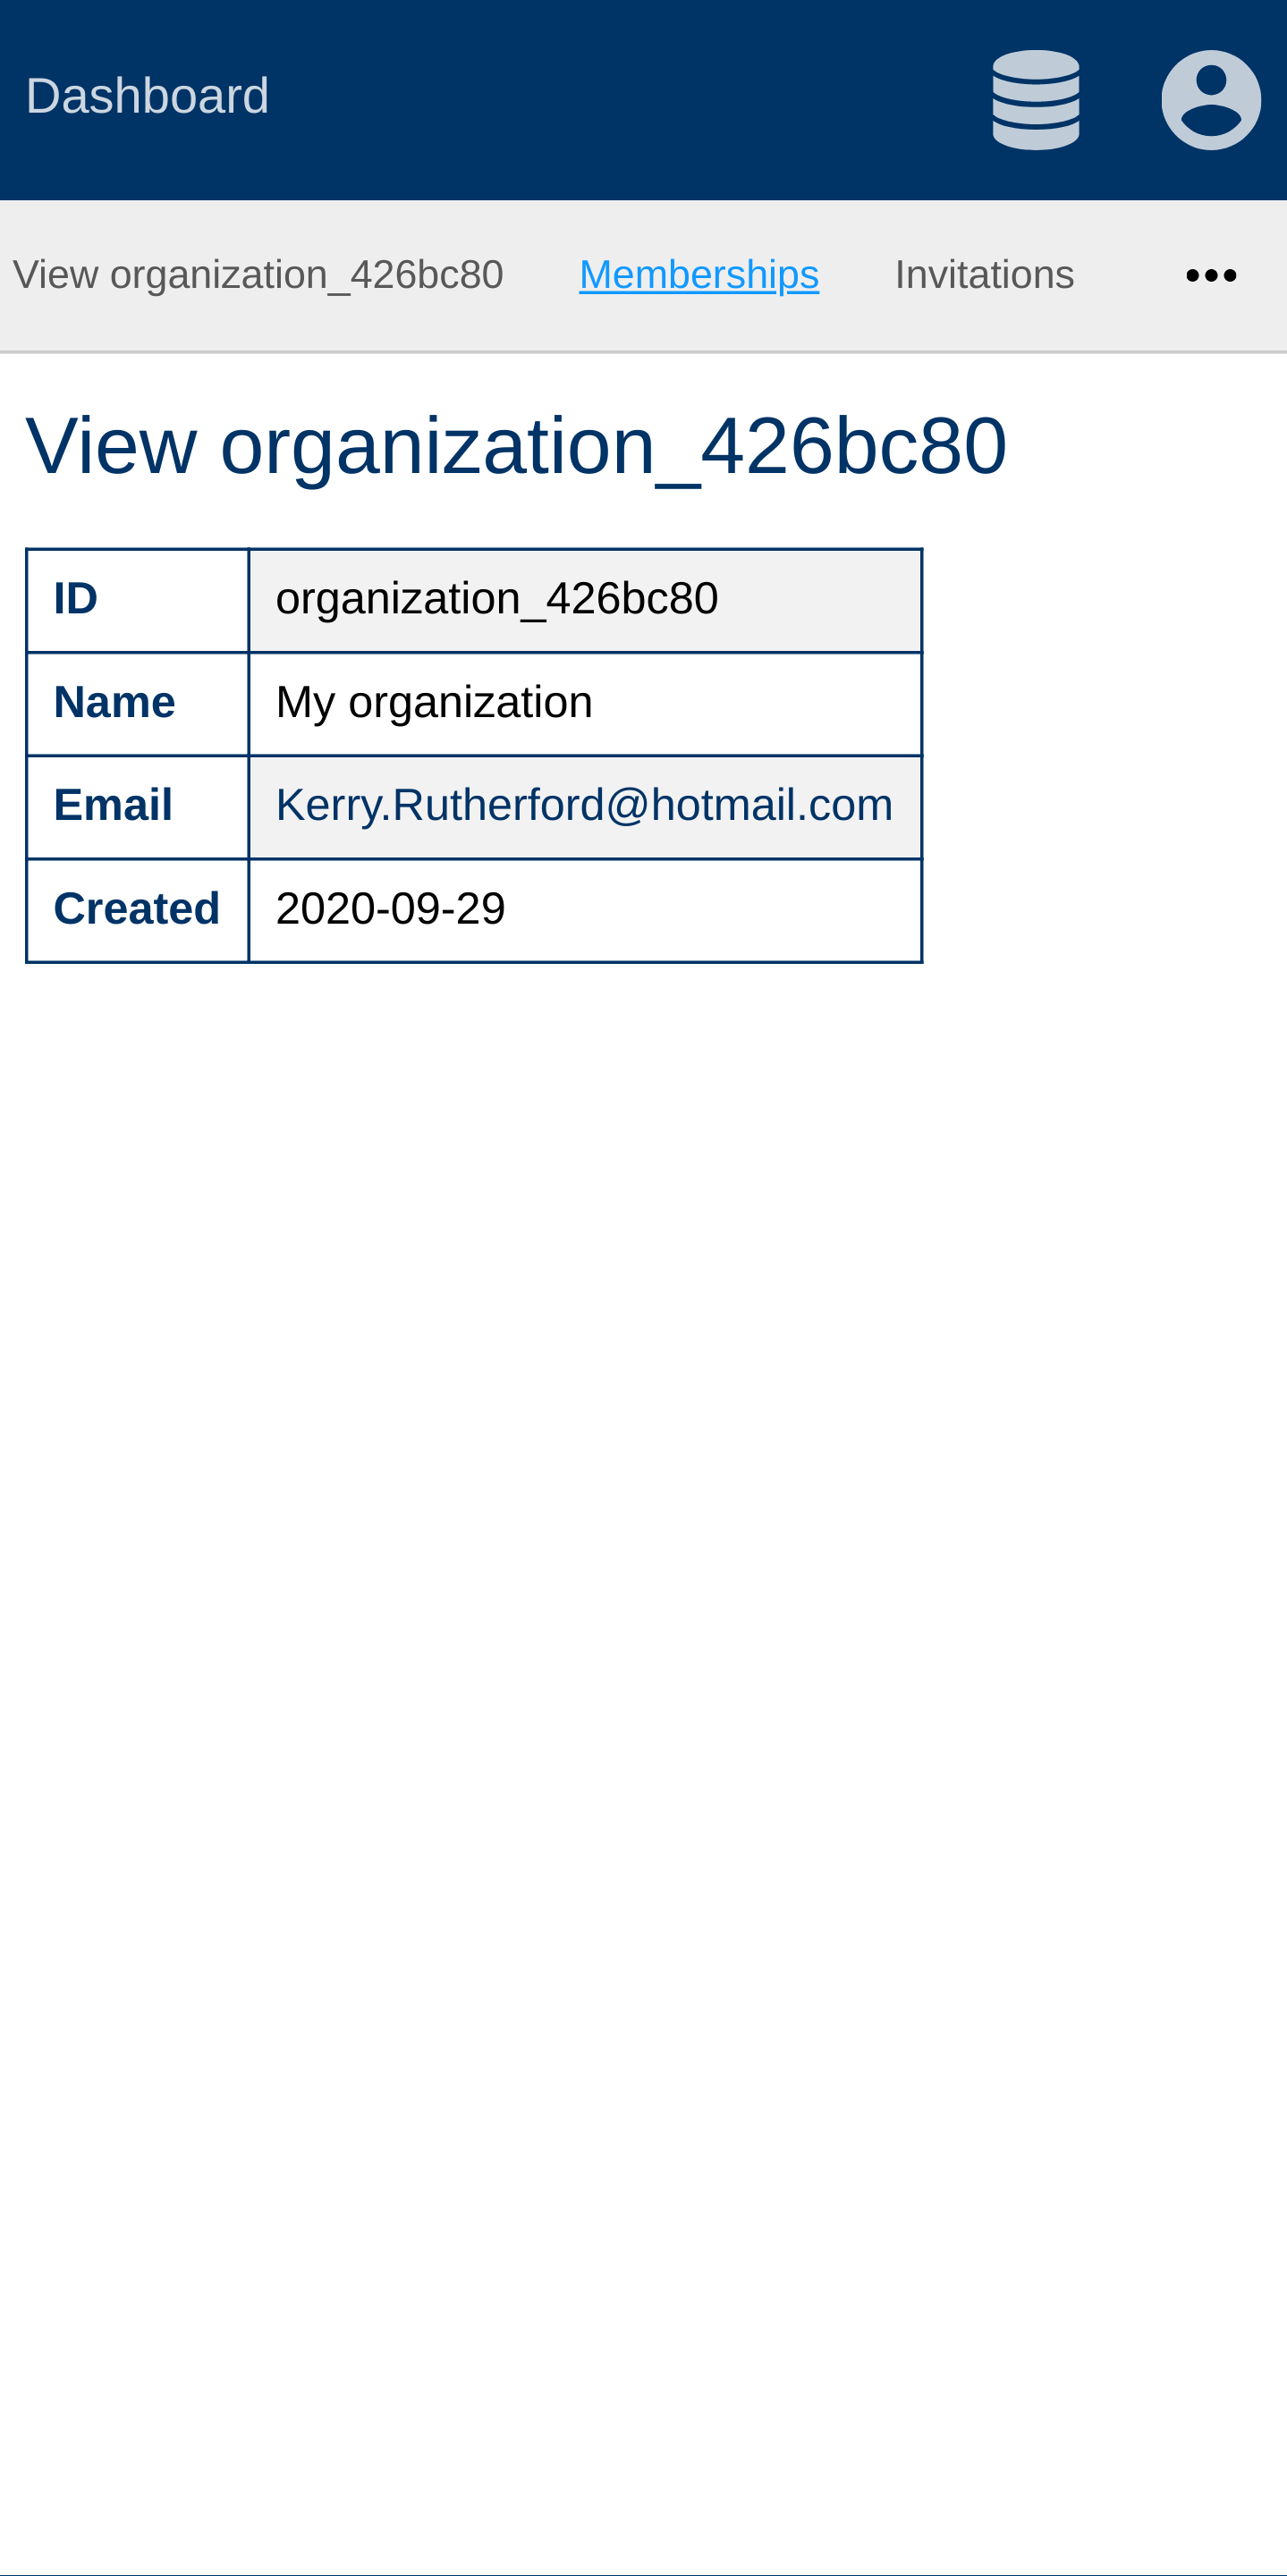 Dashboard
View organization_426bc80 Memberships Invitations •••
View organization_426bc80
ID organization_426bc80
Name My organization
Email Kerry.Rutherford@hotmail.com
Created 2020-09-29